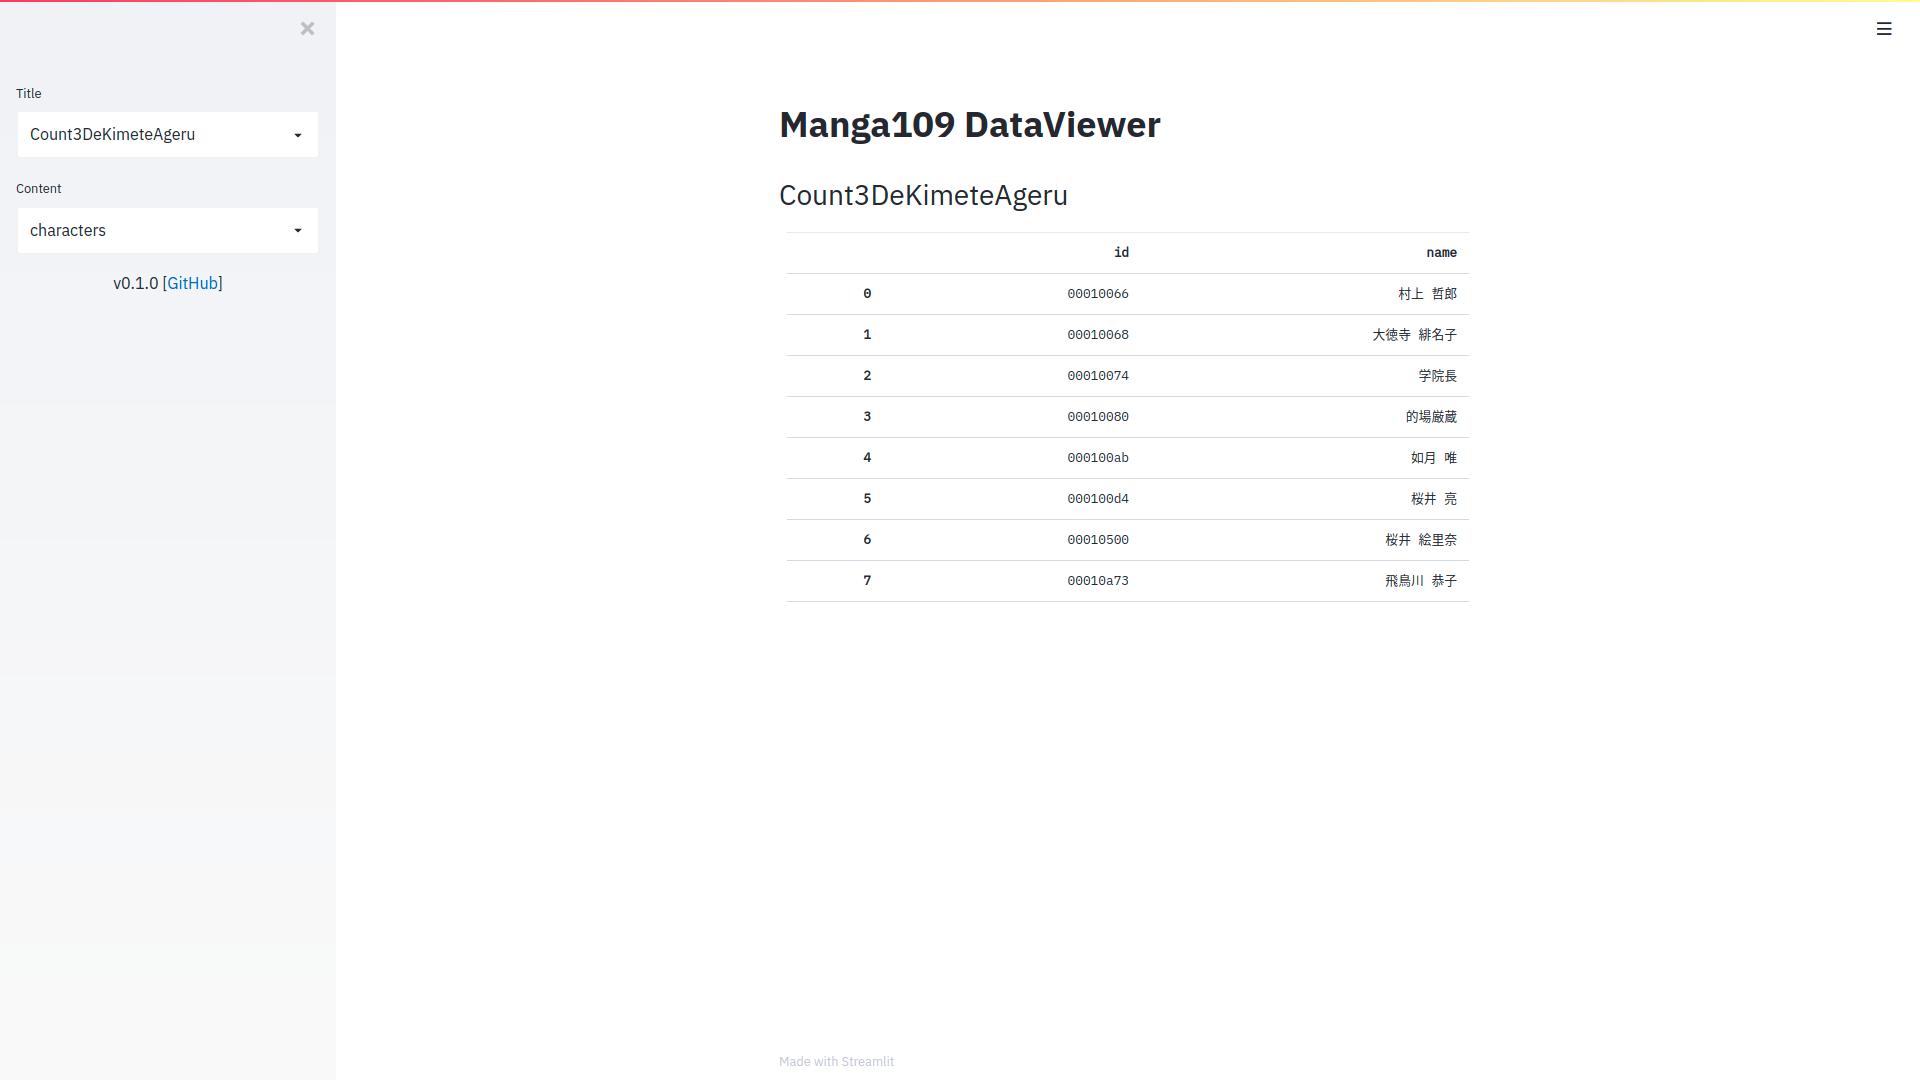 Title
Count3DeKimeteAgeru
Content
characters
v0.1.0 [GitHub]
Manga109 DataViewer
Count3DeKimeteAgeru
id name
0 00010066 村上 哲郎
1 00010068 大徳寺 緋名子
2 00010074 学院長
3 00010080 的場厳蔵
4 000100ab 如月 唯
5 000100d4 桜井 亮
6 00010500 桜井 絵里奈
7 00010a73 飛鳥川 恭子
Made with Streamlit